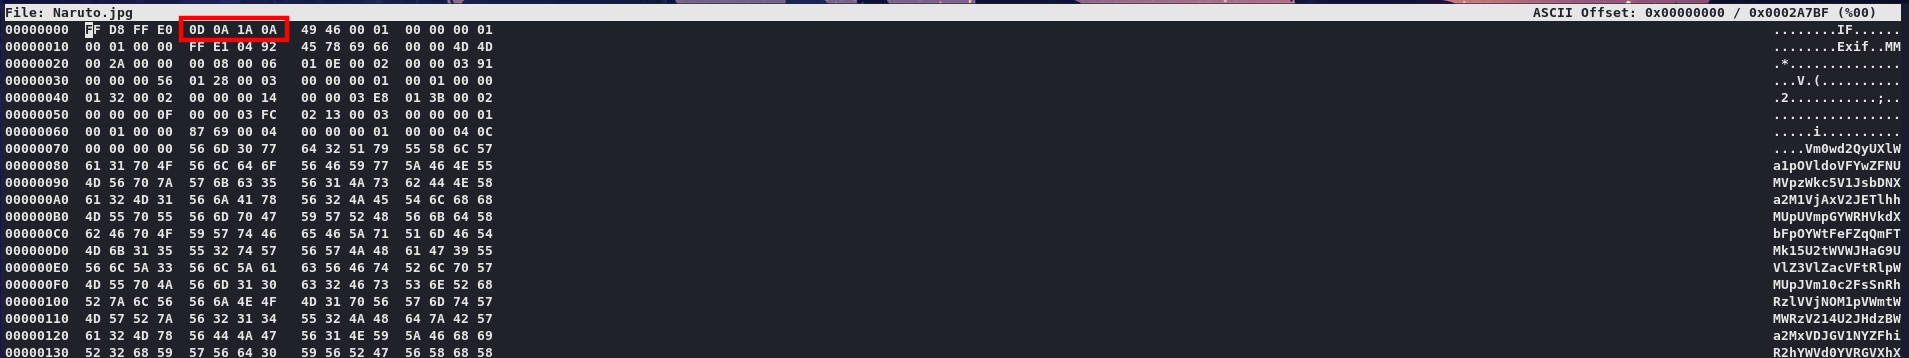 File: Naruto.jpg ASCII Offset: 0x00000000 / 0x0002A7BF (%00)
00000000 FF D8 FF E0 0D 0A 1A 0A 49 46 00 01 00 00 00 01 ........IF......
00000010 00 01 00 00 FF E1 04 92 45 78 69 66 00 00 4D 4D ........Exif..MM
00000020 00 2A 00 00 00 08 00 06 01 0E 00 02 00 00 03 91 .*..............
00000030 00 00 00 56 01 28 00 03 00 00 00 01 00 01 00 00 ...V.(..........
00000040 01 32 00 02 00 00 00 14 00 00 03 E8 01 3B 00 02 .2...........;..
00000050 00 00 00 0F 00 00 03 FC 02 13 00 03 00 00 00 01 ................
00000060 00 01 00 00 87 69 00 04 00 00 00 01 00 00 04 0C .....i..........
00000070 00 00 00 00 56 6D 30 77 64 32 51 79 55 58 6C 57 ....Vm0wd2QyUXlW
00000080 61 31 70 4F 56 6C 64 6F 56 46 59 77 5A 46 4E 55 a1pOVldoVFYwZFNU
00000090 4D 56 70 7A 57 6B 63 35 56 31 4A 73 62 44 4E 58 MVpzWkc5V1JsbDNX
000000A0 61 32 4D 31 56 6A 41 78 56 32 4A 45 54 6C 68 68 a2M1VjAxV2JETlhh
000000B0 4D 55 70 55 56 6D 70 47 59 57 52 48 56 6B 64 58 MUpUVmpGYWRHVkdX
000000C0 62 46 70 4F 59 57 74 46 65 46 5A 71 51 6D 46 54 bFpOYWtFeFZqQmFT
000000D0 4D 6B 31 35 55 32 74 57 56 57 4A 48 61 47 39 55 Mk15U2tWVWJHaG9U
000000E0 56 6C 5A 33 56 6C 5A 61 63 56 46 74 52 6C 70 57 VlZ3VlZacVFtRlpW
000000F0 4D 55 70 4A 56 6D 31 30 63 32 46 73 53 6E 52 68 MUpJVm10c2FsSnRh
00000100 52 7A 6C 56 56 6A 4E 4F 4D 31 70 56 57 6D 74 57 RzlVVjNOM1pVWmtW
00000110 4D 57 52 7A 56 32 31 34 55 32 4A 48 64 7A 42 57 MWRzV214U2JHdzBW
00000120 61 32 4D 78 56 44 4A 47 56 31 4E 59 5A 46 68 69 a2MxVDJGV1NYZFhi
00000130 52 32 68 59 57 56 64 30 59 56 52 47 56 58 68 58 R2hYWVd0YVRGVXhX